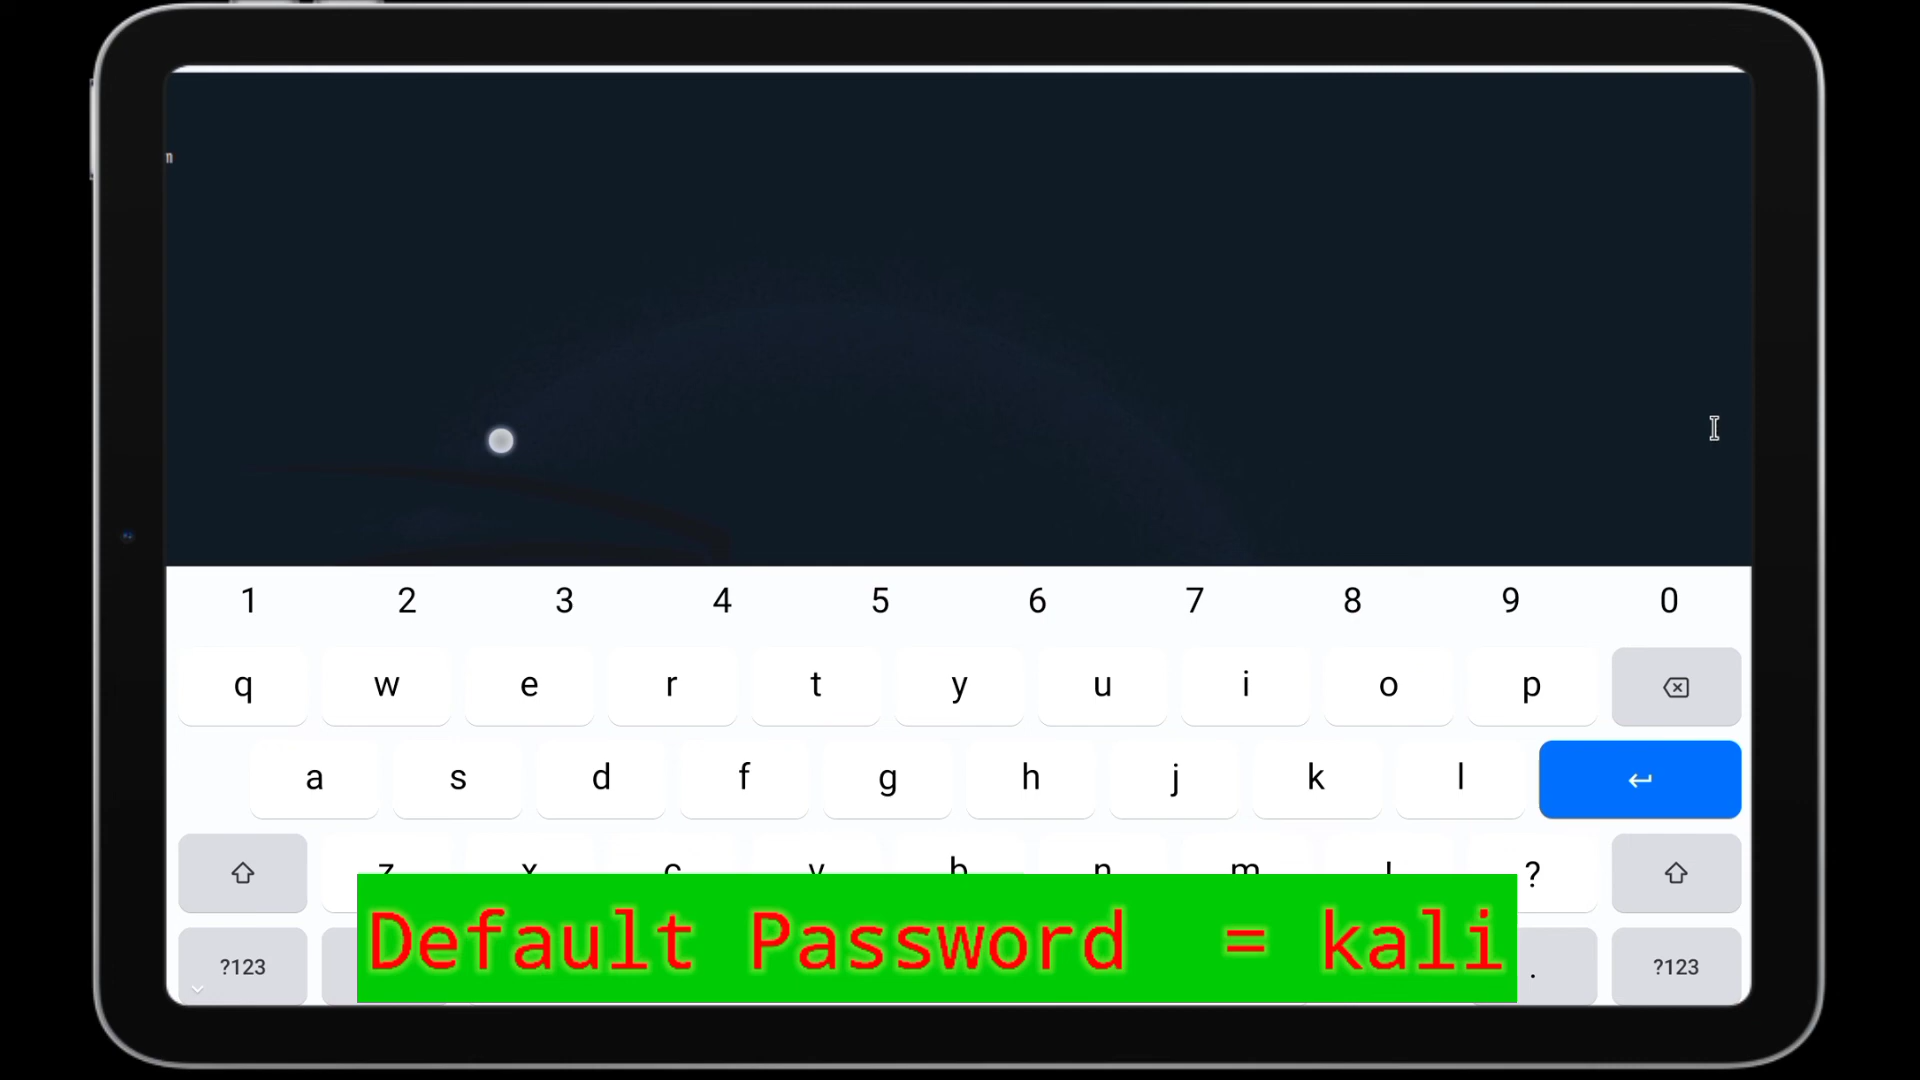 n
1 2 3 4 5 6 7 8 9 0
q w e r t y u i o p
a s d f g h j k l
z x c v b n m ! ?
?123 . ?123
Default Password = kali